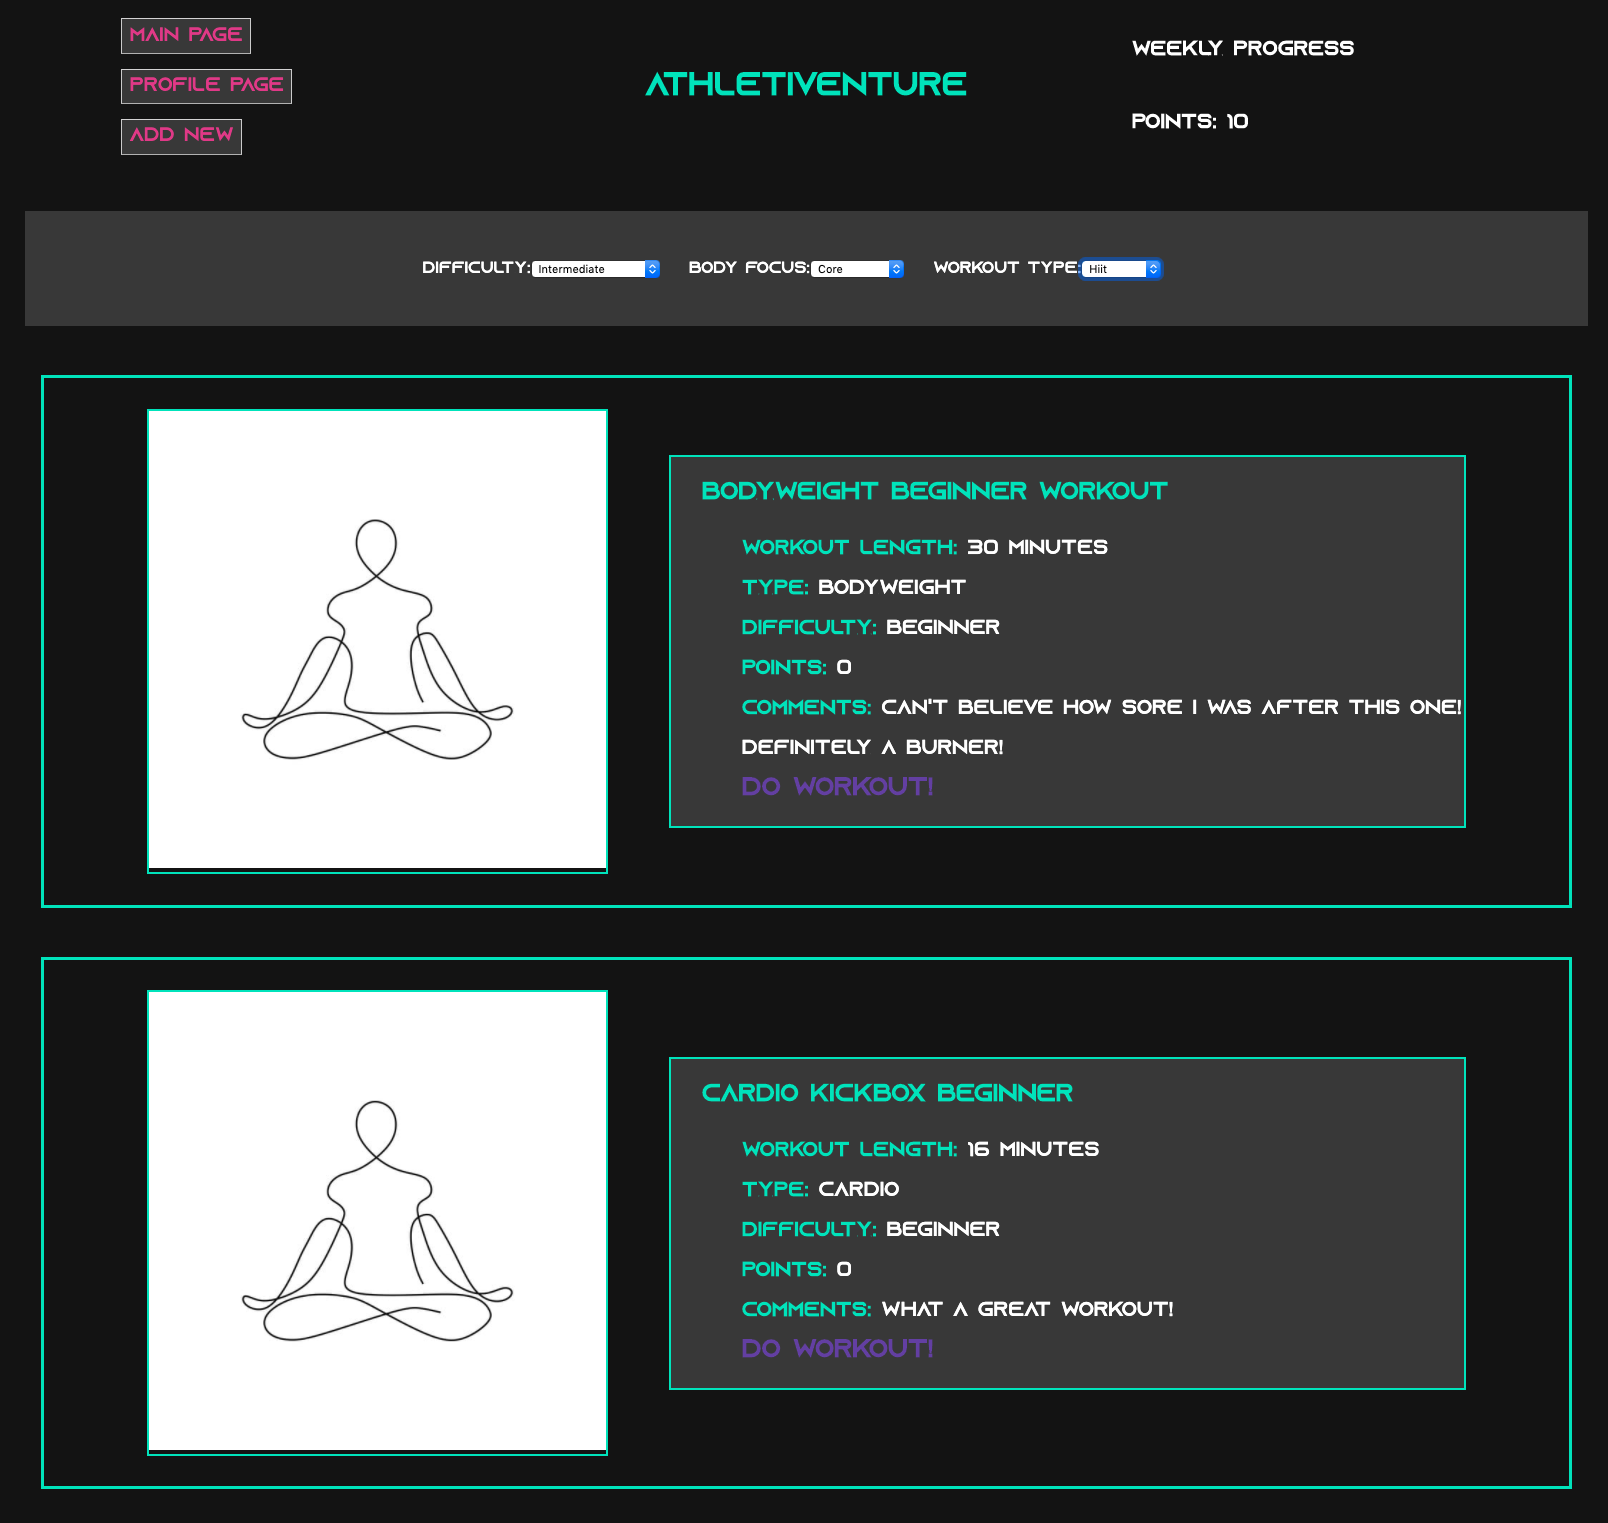 MAIN PAGE
PROFILE PAGE
ADD NEW
ATHLETIVENTURE
WEEKLY PROGRESS
POINTS: 10
DIFFICULTY: Intermediate BODY FOCUS: Core WORKOUT TYPE: Hiit
BODYWEIGHT BEGINNER WORKOUT
WORKOUT LENGTH: 30 MINUTES
TYPE: BODYWEIGHT
DIFFICULTY: BEGINNER
POINTS: 0
COMMENTS: CAN'T BELIEVE HOW SORE I WAS AFTER THIS ONE!
DEFINITELY A BURNER!
DO WORKOUT!
CARDIO KICKBOX BEGINNER
WORKOUT LENGTH: 16 MINUTES
TYPE: CARDIO
DIFFICULTY: BEGINNER
POINTS: 0
COMMENTS: WHAT A GREAT WORKOUT!
DO WORKOUT!